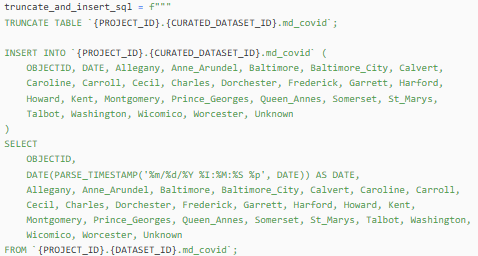 truncate_and_insert_sql = f"""
TRUNCATE TABLE `{PROJECT_ID}.{CURATED_DATASET_ID}.md_covid`;
INSERT INTO `{PROJECT_ID}.{CURATED_DATASET_ID}.md_covid` (
OBJECTID, DATE, Allegany, Anne_Arundel, Baltimore, Baltimore_City, Calvert,
Caroline, Carroll, Cecil, Charles, Dorchester, Frederick, Garrett, Harford,
Howard, Kent, Montgomery, Prince_Georges, Queen_Annes, Somerset, St_Marys,
Talbot, Washington, Wicomico, Worcester, Unknown
)
SELECT
OBJECTID,
DATE(PARSE_TIMESTAMP('%m/%d/%Y %I:%M:%S %p', DATE)) AS DATE,
Allegany, Anne_Arundel, Baltimore, Baltimore_City, Calvert, Caroline, Carroll,
Cecil, Charles, Dorchester, Frederick, Garrett, Harford, Howard, Kent,
Montgomery, Prince_Georges, Queen_Annes, Somerset, St_Marys, Talbot, Washington,
Wicomico, Worcester, Unknown
FROM `{PROJECT_ID}.{DATASET_ID}.md_covid`;